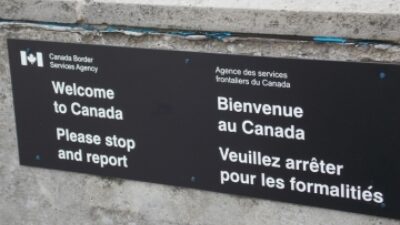 Canada Border
Services Agency
Welcome
to Canada
Please stop
and report
Agence des services
frontaliers du Canada
Bienvenue
au Canada
Veuillez arrêter
pour les formalitiés